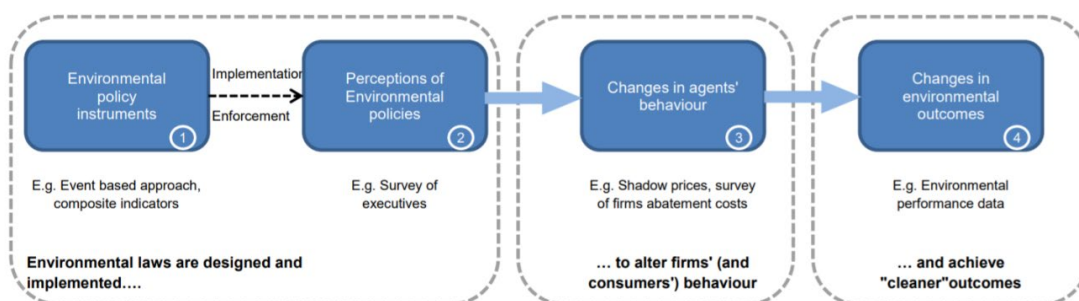 Environmental
policy
instruments
1
Implementation
Enforcement
Perceptions of
Environmental
policies
2
Changes in agents'
behaviour
3
Changes in
environmental
outcomes
4
E.g. Event based approach,
composite indicators
E.g. Survey of
executives
E.g. Shadow prices, survey
of firms abatement costs
E.g. Environmental
performance data
Environmental laws are designed and
implemented….
… to alter firms' (and
consumers') behaviour
… and achieve
"cleaner"outcomes